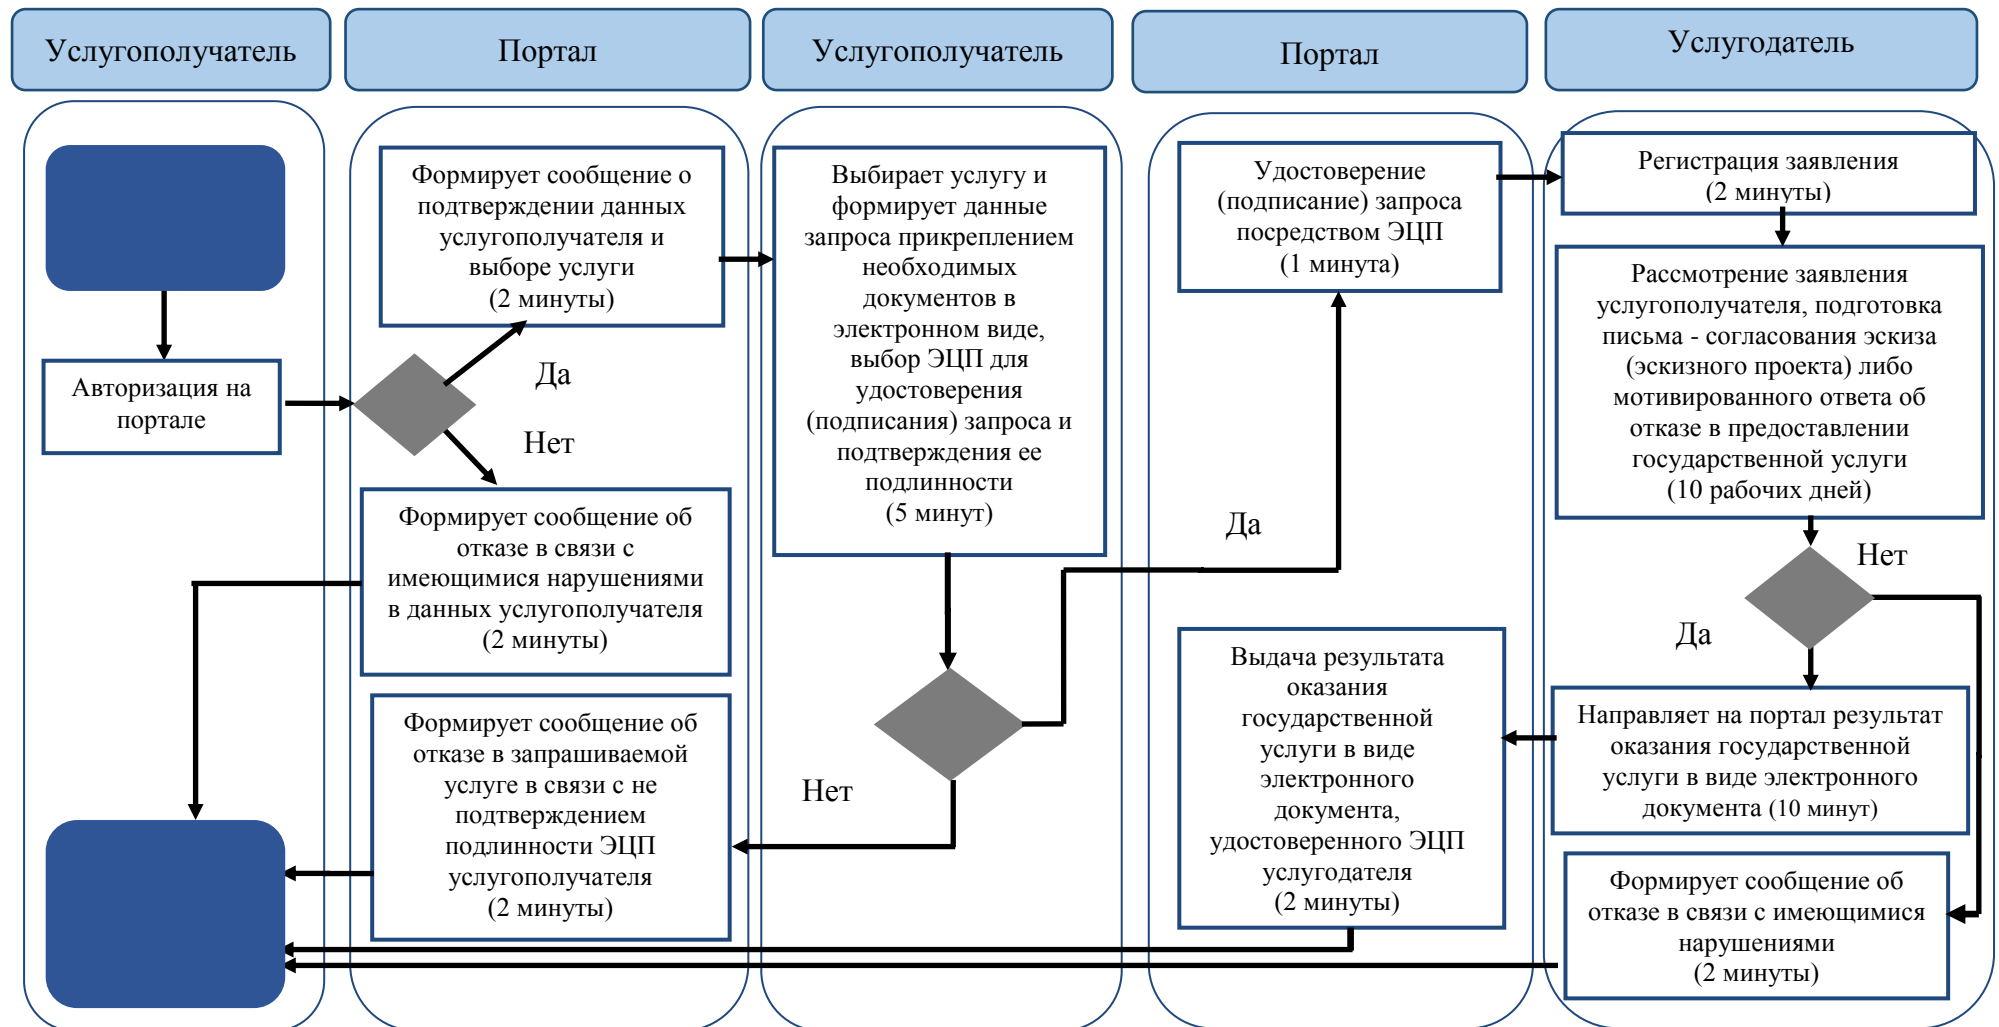 Услугополучатель
Портал
Услугополучатель
Портал
Услугодатель
Авторизация на
портале
Формирует сообщение о
подтверждении данных
услугополучателя и
выборе услуги
(2 минуты)
Да
Нет
Формирует сообщение об
отказе в связи с
имеющимися нарушениями
в данных услугополучателя
(2 минуты)
Формирует сообщение об
отказе в запрашиваемой
услуге в связи с не
подтверждением
подлинности ЭЦП
услугополучателя
(2 минуты)
Выбирает услугу и
формирует данные
запроса прикреплением
необходимых
документов в
электронном виде,
выбор ЭЦП для
удостоверения
(подписания) запроса и
подтверждения ее
подлинности
(5 минут)
Да
Нет
Удостоверение
(подписание) запроса
посредством ЭЦП
(1 минута)
Выдача результата
оказания
государственной
услуги в виде
электронного
документа,
удостоверенного ЭЦП
услугодателя
(2 минуты)
Регистрация заявления
(2 минуты)
Рассмотрение заявления
услугополучателя, подготовка
письма - согласования эскиза
(эскизного проекта) либо
мотивированного ответа об
отказе в предоставлении
государственной услуги
(10 рабочих дней)
Нет
Да
Направляет на портал результат
оказания государственной
услуги в виде электронного
документа (10 минут)
Формирует сообщение об
отказе в связи с имеющимися
нарушениями
(2 минуты)